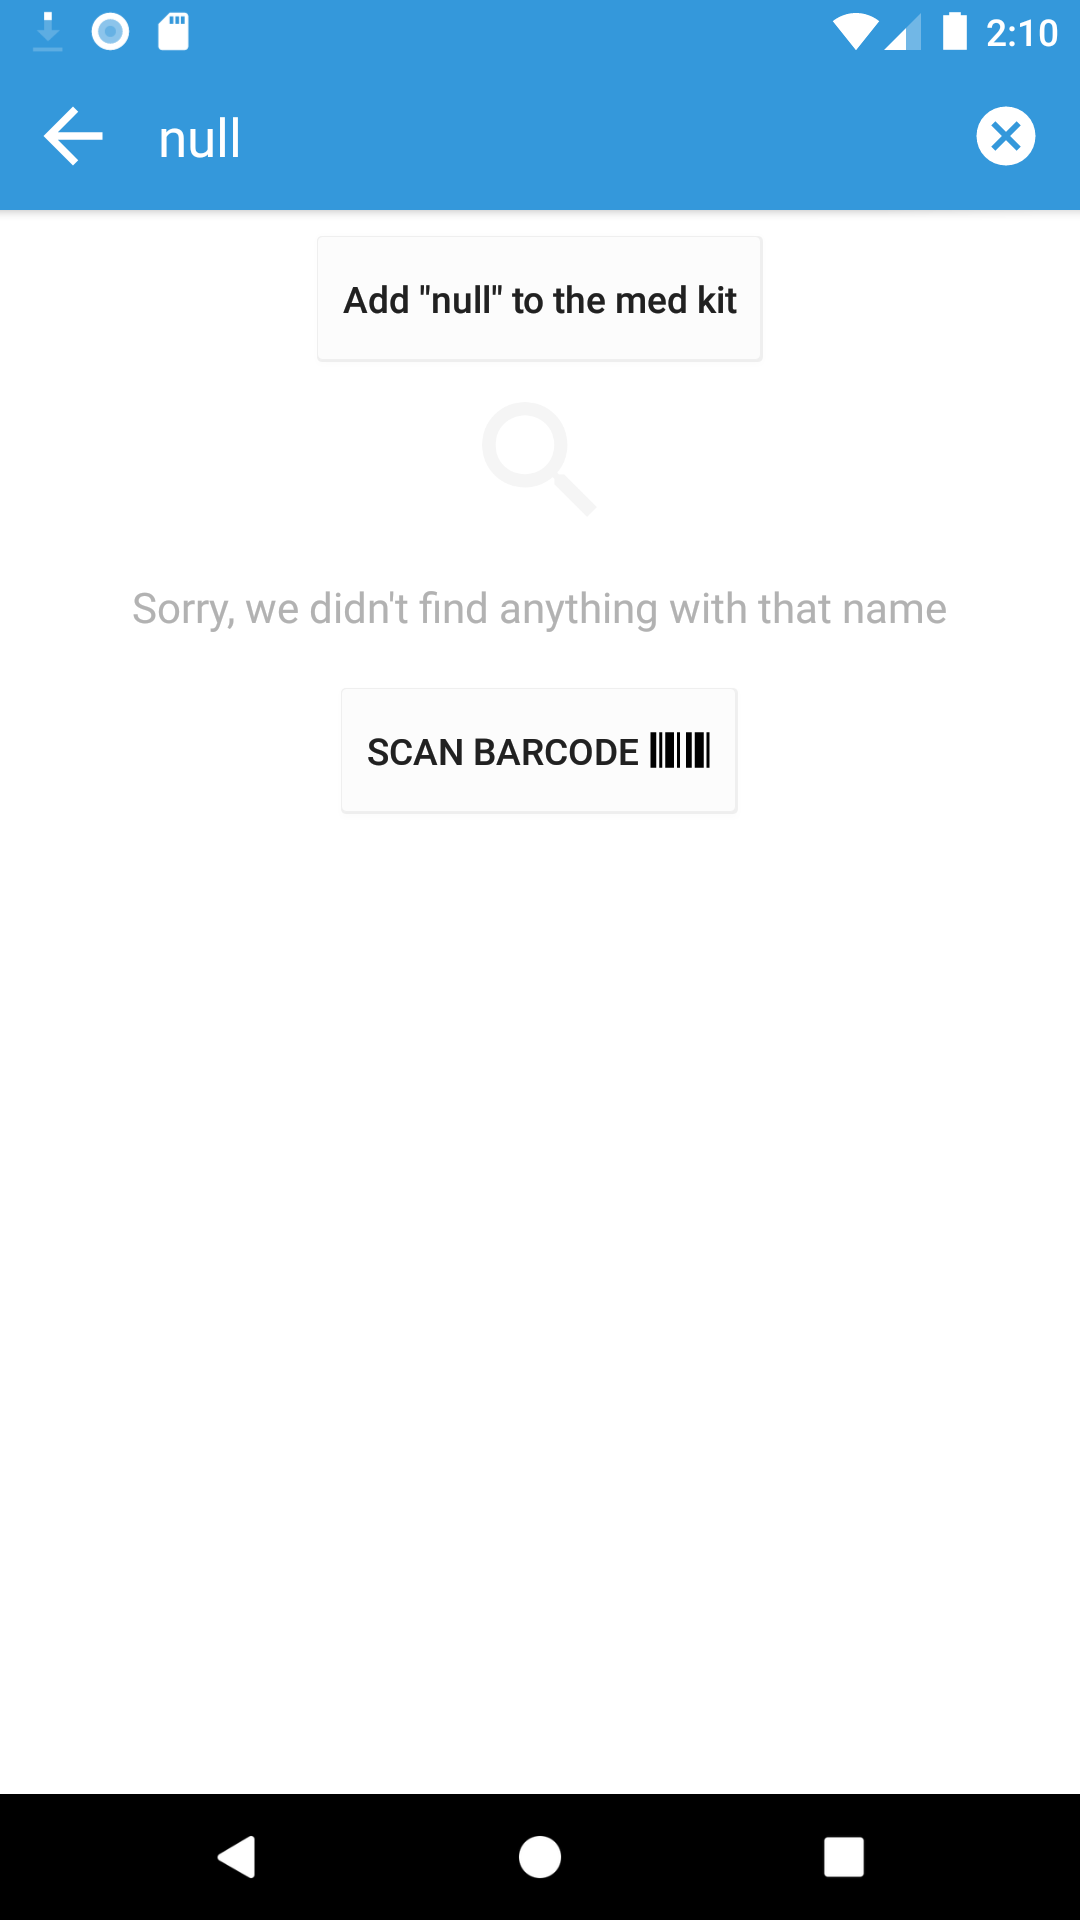 2:10
null
Add "null" to the med kit
Sorry, we didn't find anything with that name
SCAN BARCODE